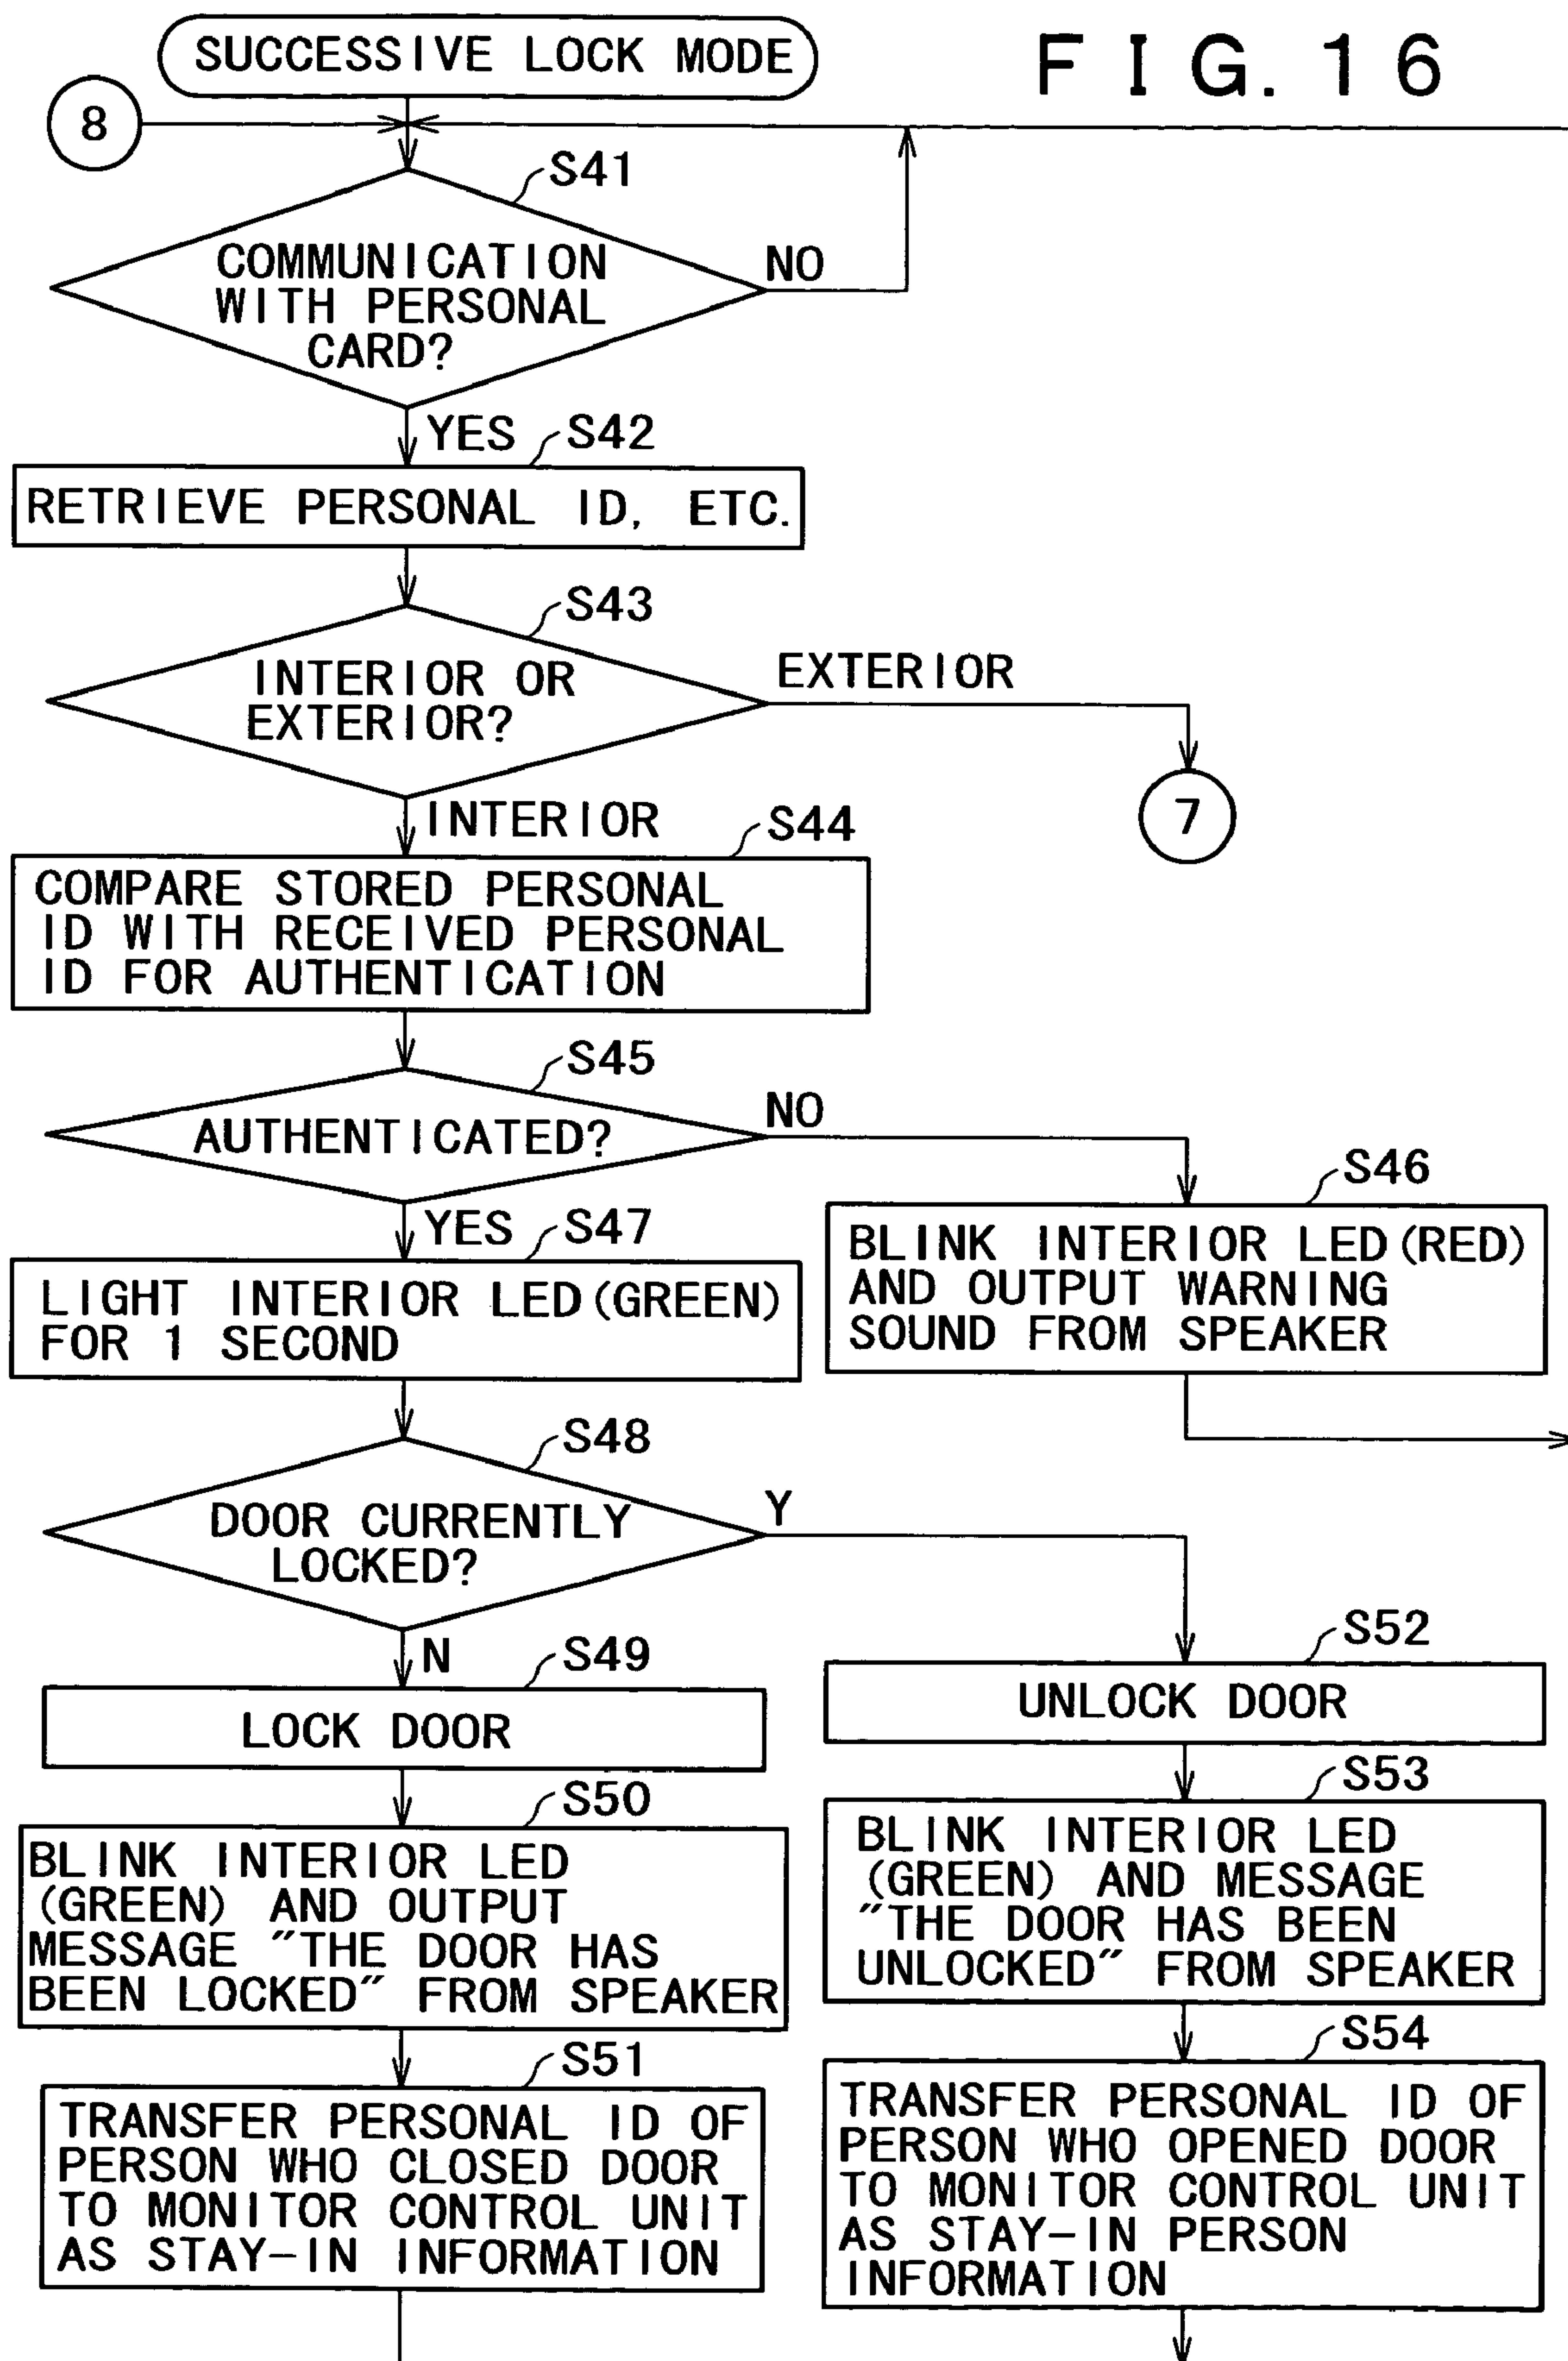 SUCCESSIVE LOCK MODE
FIG. 16
8
S41
COMMUNICATION
WITH PERSONAL
CARD?
NO
YES
S42
RETRIEVE PERSONAL ID, ETC.
S43
INTERIOR OR
EXTERIOR?
EXTERIOR
7
INTERIOR
S44
COMPARE STORED PERSONAL
ID WITH RECEIVED PERSONAL
ID FOR AUTHENTICATION
S45
AUTHENTICATED?
NO
S46
BLINK INTERIOR LED (RED)
AND OUTPUT WARNING
SOUND FROM SPEAKER
YES
S47
LIGHT INTERIOR LED (GREEN)
FOR 1 SECOND
S48
DOOR CURRENTLY
LOCKED?
Y
N
S49
LOCK DOOR
S50
BLINK INTERIOR LED
(GREEN) AND OUTPUT
MESSAGE "THE DOOR HAS
BEEN LOCKED" FROM SPEAKER
S51
TRANSFER PERSONAL ID OF
PERSON WHO CLOSED DOOR
TO MONITOR CONTROL UNIT
AS STAY-IN INFORMATION
S52
UNLOCK DOOR
S53
BLINK INTERIOR LED
(GREEN) AND MESSAGE
"THE DOOR HAS BEEN
UNLOCKED" FROM SPEAKER
S54
TRANSFER PERSONAL ID OF
PERSON WHO OPENED DOOR
TO MONITOR CONTROL UNIT
AS STAY-IN PERSON
INFORMATION